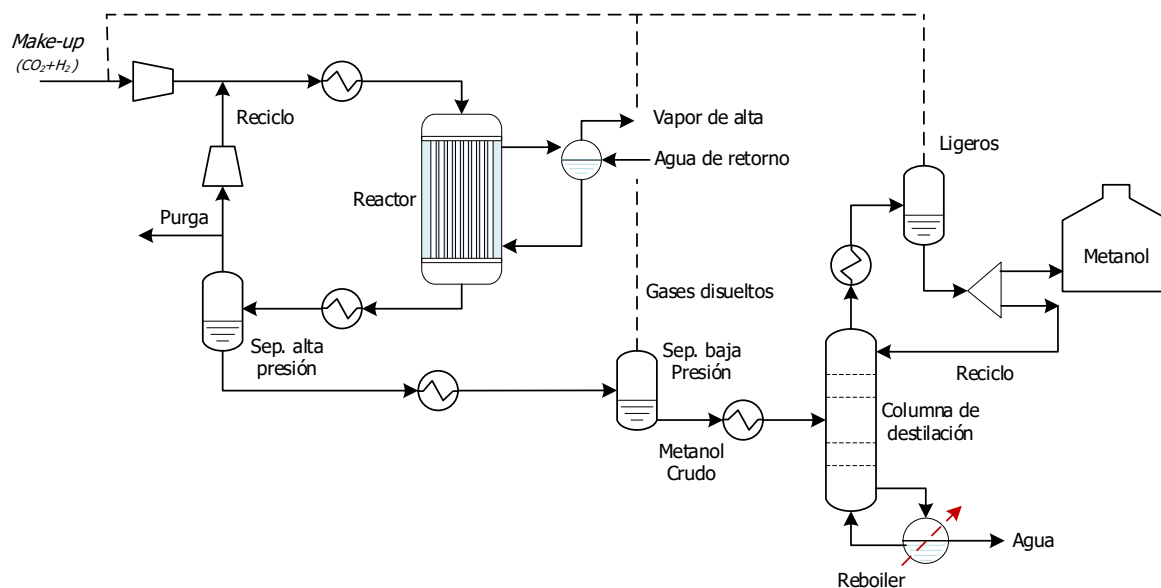 Make-up
(CO₂+H₂)
Reciclo
Vapor de alta
Agua de retorno
Ligeros
Reactor
Purga
Metanol
Gases disueltos
Sep. alta
presión
Sep. baja
Presión
Reciclo
Columna de
destilación
Metanol
Crudo
Agua
Reboiler